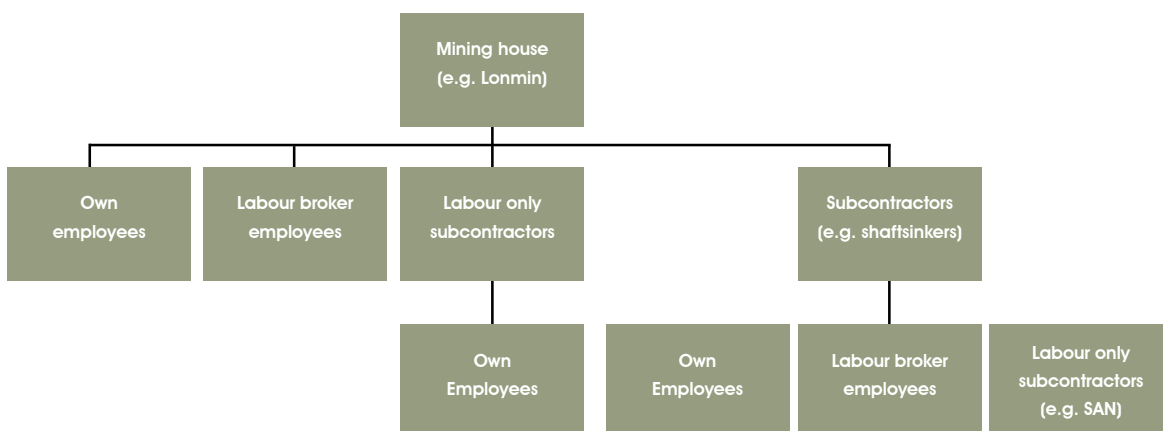 Mining house
(e.g. Lonmin)
Own
employees
Labour broker
employees
Labour only
subcontractors
Subcontractors
(e.g. shaftsinkers)
Own
Employees
Own
Employees
Labour broker
employees
Labour only
subcontractors
(e.g. SAN)